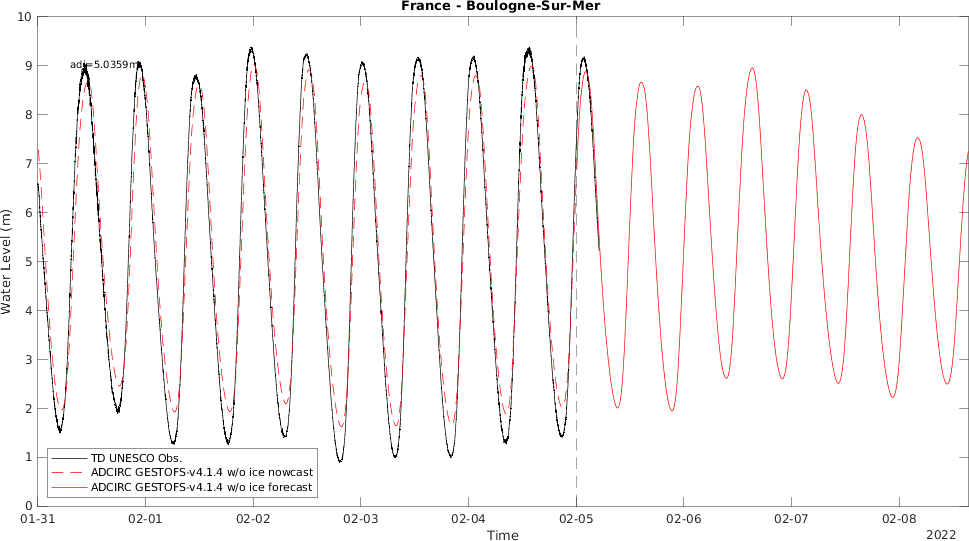 France - Boulogne-Sur-Mer
10
9
8
7
6
5
4
3
2
1
0
Water Level (m)
adj=5.0359m
TD UNESCO Obs.
ADCIRC GESTOFS-v4.1.4 w/o ice nowcast
ADCIRC GESTOFS-v4.1.4 w/o ice forecast
01-31 02-01 02-02 02-03 02-04 02-05 02-06 02-07 02-08
Time
2022